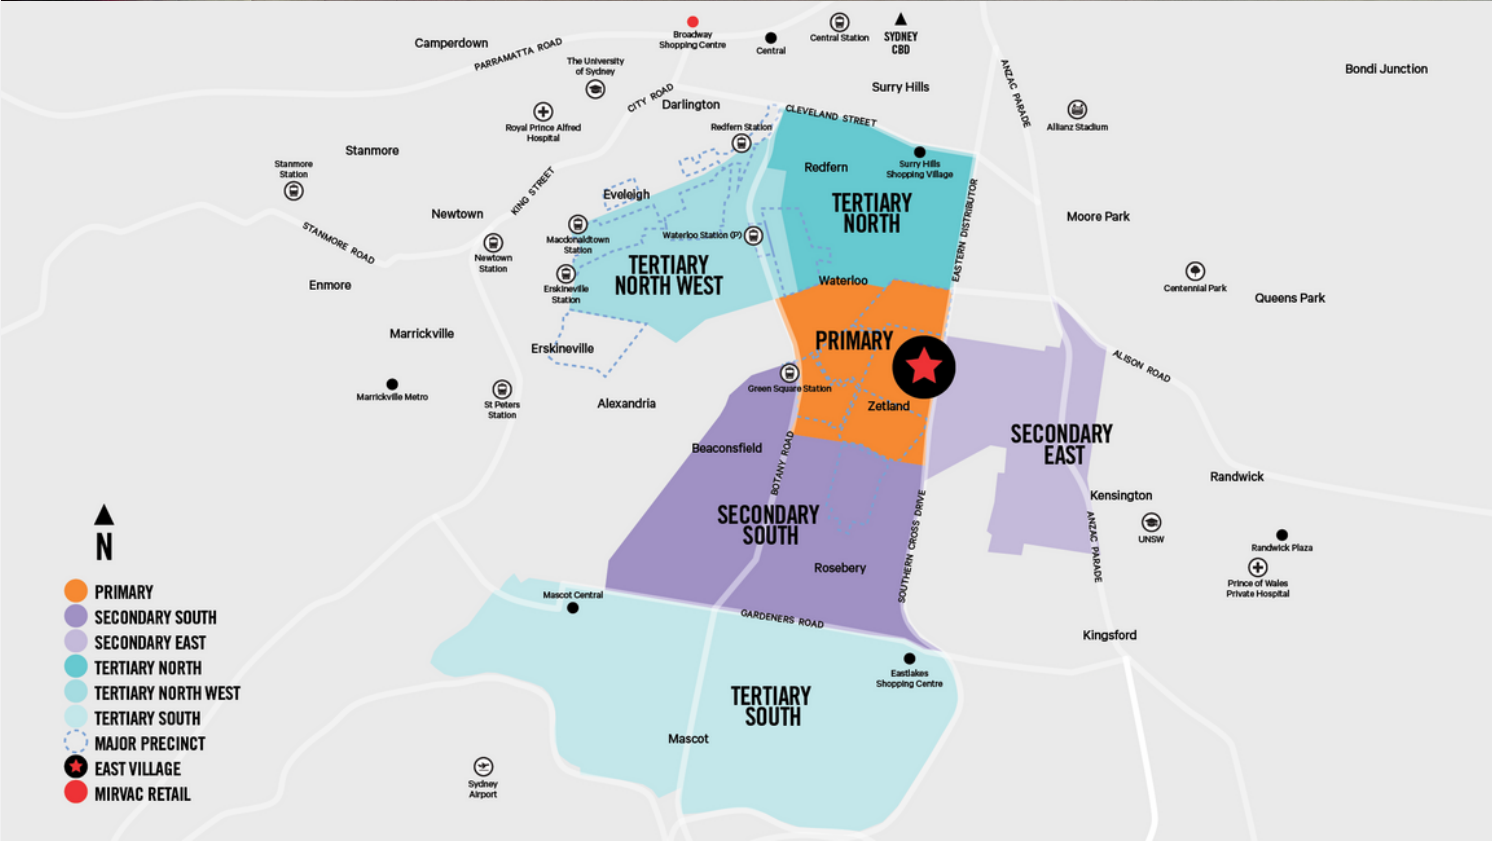 Camperdown
PARRAMATTA ROAD
Broadway
Shopping Centre
Central
Central Station
SYDNEY
CBD
Bondi Junction
The University
of Sydney
CITY ROAD
Darlington
Surry Hills
ANZAC PARADE
Allianz Stadium
Royal Prince Alfred
Hospital
Redfern Station
CLEVELAND STREET
Stanmore
Stanmore
Station
Redfern
Surry Hills
Shopping Village
Eveleigh
KING STREET
Newtown
TERTIARY
NORTH
EASTERN DISTRIBUTOR
Moore Park
STANMORE ROAD
Newtown
Station
Macdonaldtown
Station
Waterloo Station (P)
TERTIARY
NORTH WEST
Erskineville
Station
Enmore
Waterloo
Centennial Park
Queens Park
Marrickville
Erskineville
PRIMARY
ALISON ROAD
Marrickville Metro
St Peters
Station
Green Square Station
Alexandria
Zetland
Beaconsfield
BOTANY ROAD
SECONDARY
EAST
Randwick
Kensington
UNSW
ANZAC PARADE
SECONDARY
SOUTH
SOUTHERN CROSS DRIVE
Randwick Plaza
Rosebery
Prince of Wales
Private Hospital
Mascot Central
GARDENERS ROAD
Kingsford
Eastlakes
Shopping Centre
TERTIARY
SOUTH
Mascot
Sydney
Airport
N
PRIMARY
SECONDARY SOUTH
SECONDARY EAST
TERTIARY NORTH
TERTIARY NORTH WEST
TERTIARY SOUTH
MAJOR PRECINCT
EAST VILLAGE
MIRVAC RETAIL